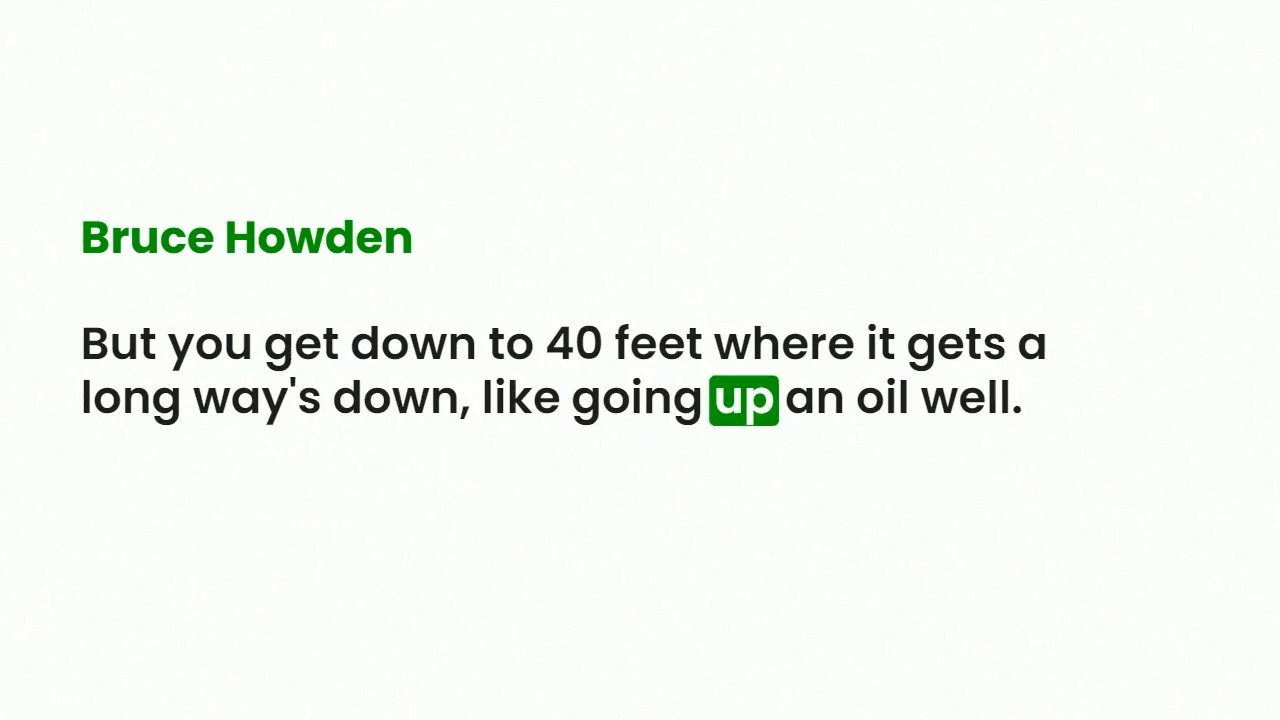 Bruce Howden
But you get down to 40 feet where it gets a
long way's down, like going up an oil well.